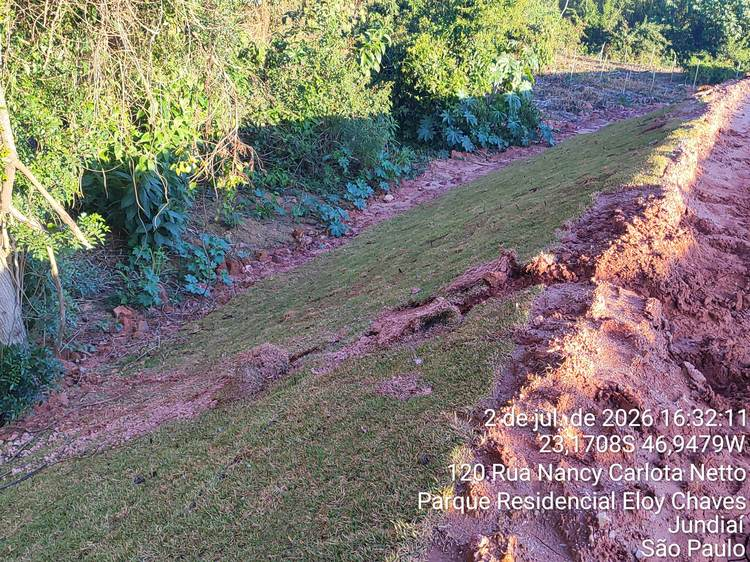 2 de jul. de 2026 16:32:11
23,1708S 46,9479W
120 Rua Nancy Carlota Netto
Parque Residencial Eloy Chaves
Jundiaí
São Paulo